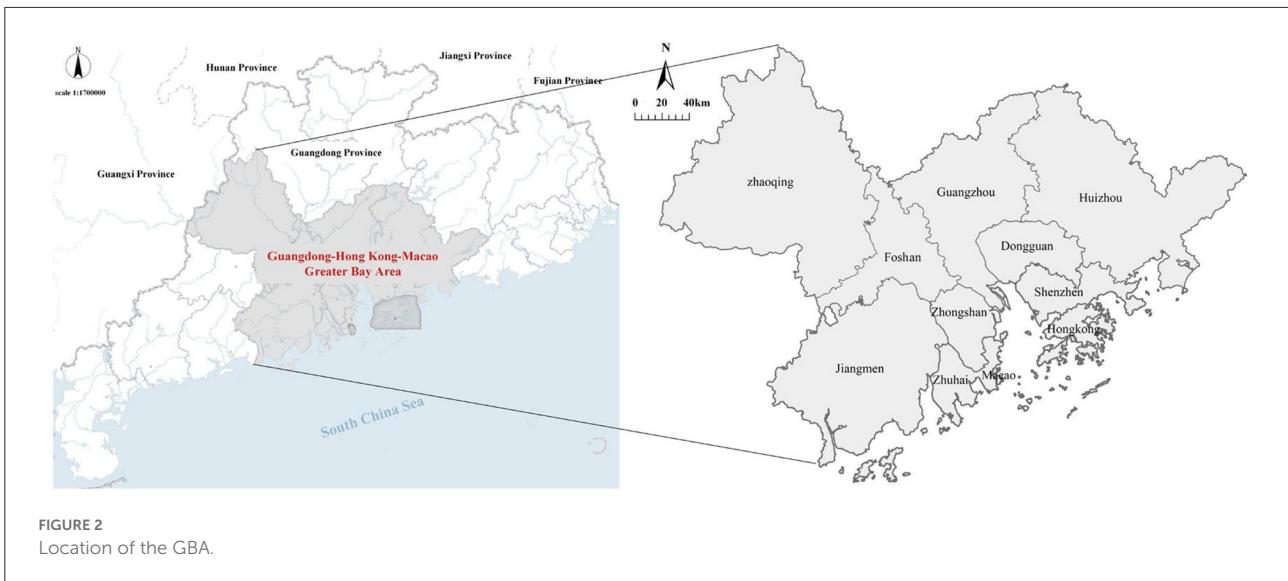 N
scale 1:1700000
Hunan Province
Jiangxi Province
Fujian Province
Guangxi Province
Guangdong Province
Guangdong-Hong Kong-Macao
Greater Bay Area
South China Sea
N
0 20 40km
zhaoqing
Guangzhou
Huizhou
Foshan
Dongguan
Shenzhen
Zhongshan
Hongkong
Jiangmen
Zhuhai
Macao
FIGURE 2
Location of the GBA.